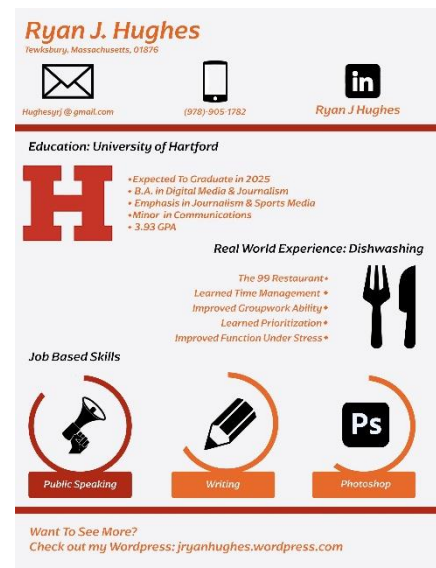 Ryan J. Hughes
Tewksbury, Massachusetts, 01876
in
Hughesyrj @ gmail.com
(978)-905-1782
Ryan J Hughes
Education: University of Hartford
H
•Expected To Graduate in 2025
• B.A. in Digital Media & Journalism
• Emphasis in Journalism & Sports Media
•Minor in Communications
• 3.93 GPA
Real World Experience: Dishwashing
The 99 Restaurant•
Learned Time Management •
Improved Groupwork Ability•
Learned Prioritization•
Improved Function Under Stress•
Job Based Skills
Ps
Public Speaking
Writing
Photoshop
Want To See More?
Check out my Wordpress: jryanhughes.wordpress.com